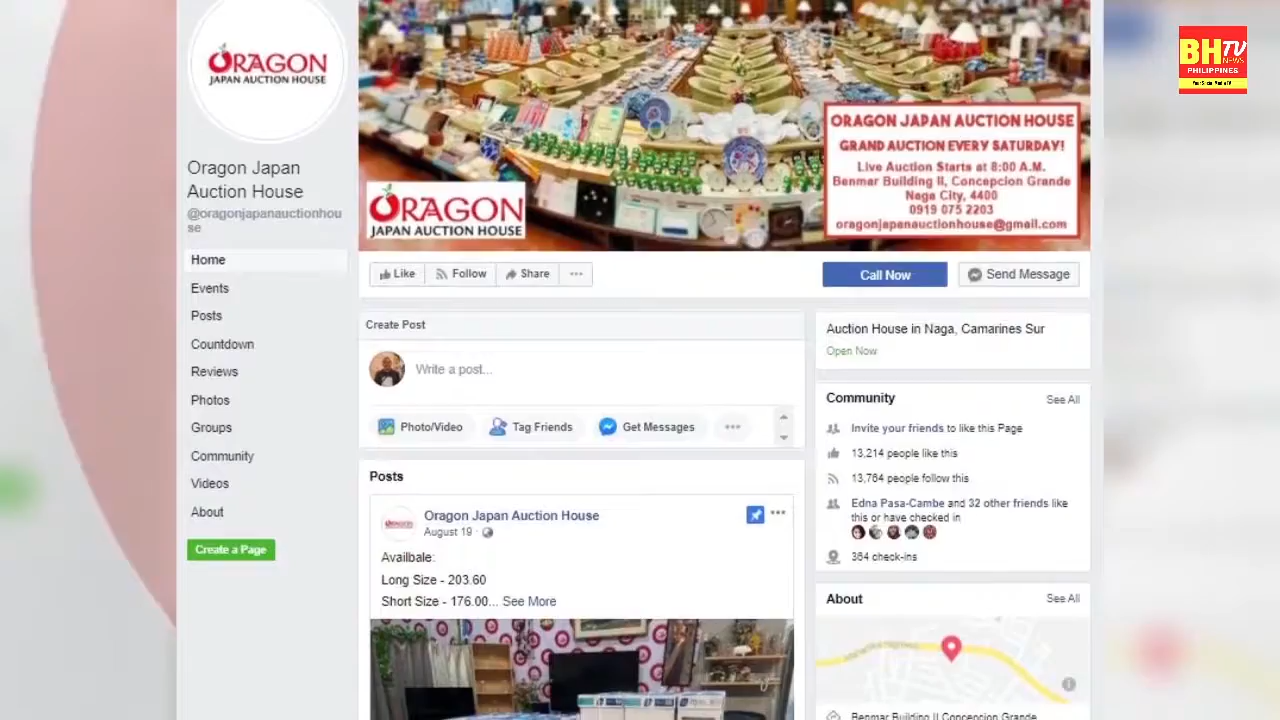 ORAGON
JAPAN AUCTION HOUSE
Oragon Japan
Auction House
@oragonjapanauctionhou
se
Home
Events
Posts
Countdown
Reviews
Photos
Groups
Community
Videos
About
Create a Page
ORAGON
JAPAN AUCTION HOUSE
ORAGON JAPAN AUCTION HOUSE
GRAND AUCTION EVERY SATURDAY!
Live Auction Starts at 8:00 A.M.
Benmar Building II, Concepcion Grande
Naga City, 4400
0919 075 2203
oragonjapanauctionhouse@gmail.com
BHTV
NEWS
PHILIPPINES
Like
Follow
Share
Call Now
Send Message
Create Post
Write a post...
Photo/Video
Tag Friends
Get Messages
Posts
Oragon Japan Auction House
August 19
Availbale:
Long Size - 203.60
Short Size - 176.00... See More
Auction House in Naga, Camarines Sur
Open Now
Community See All
Invite your friends to like this Page
13,214 people like this
13,764 people follow this
Edna Pasa-Cambe and 32 other friends like
this or have checked in
364 check-ins
About See All
Benmar Building II Concepcion Grande